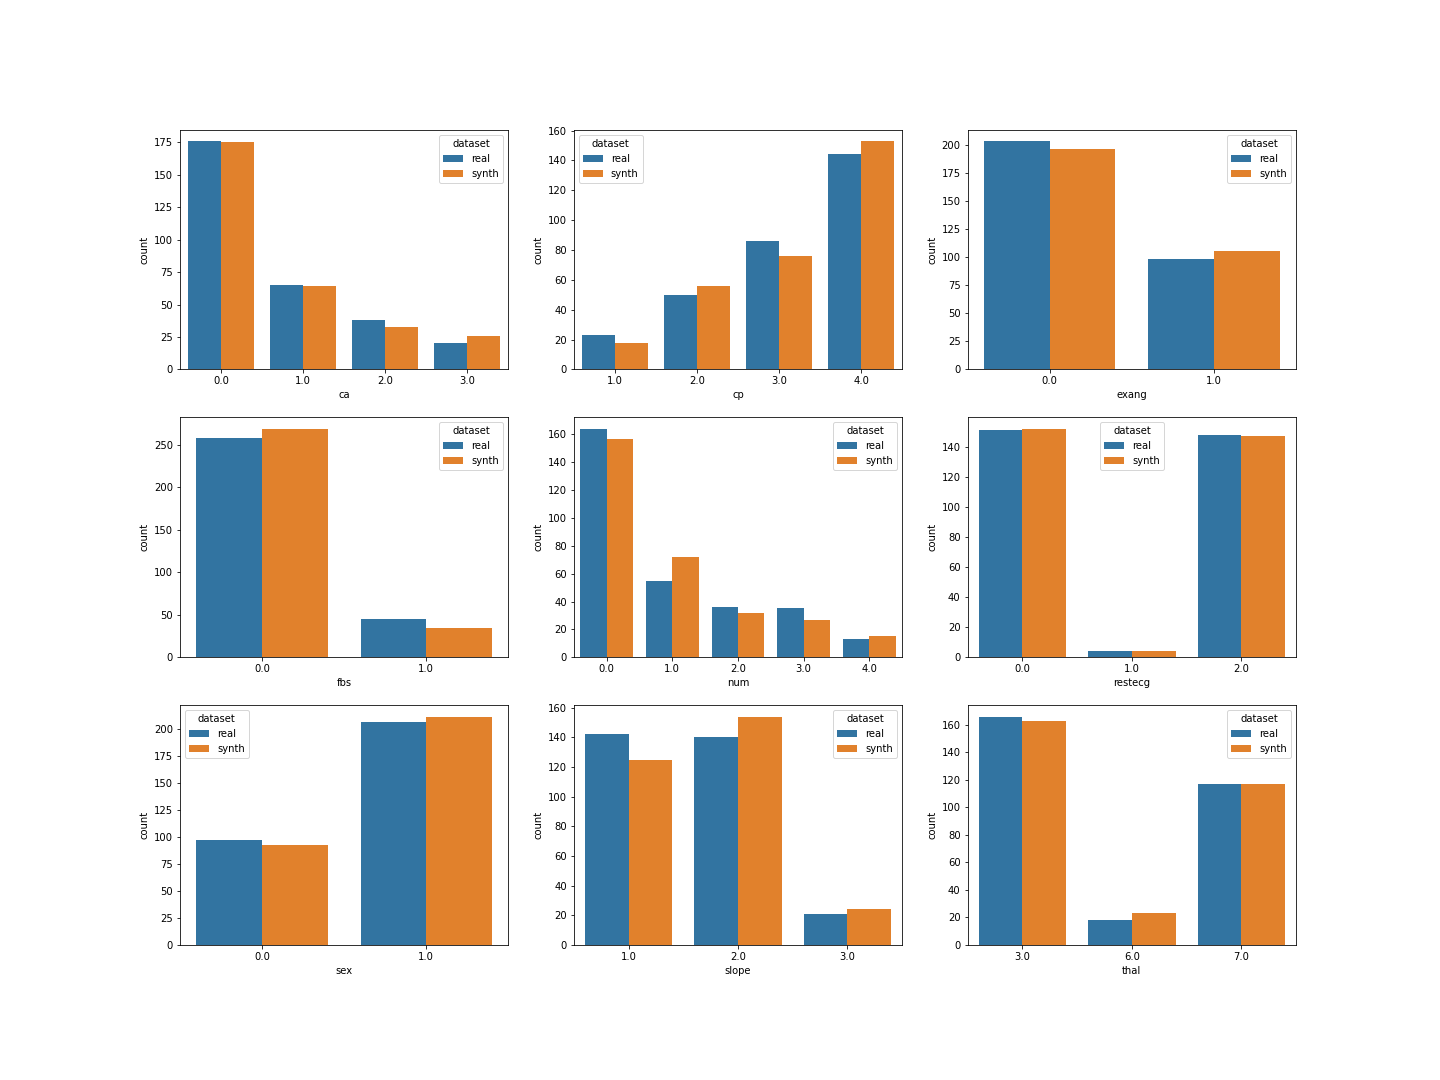 175
150
125
100
75
50
25
0
count
0.0 1.0 2.0 3.0
ca
dataset
real
synth
160
140
120
100
80
60
40
20
0
count
1.0 2.0 3.0 4.0
cp
dataset
real
synth
200
175
150
125
100
75
50
25
0
count
0.0 1.0
exang
dataset
real
synth
250
200
150
100
50
0
count
0.0 1.0
fbs
dataset
real
synth
160
140
120
100
80
60
40
20
0
count
0.0 1.0 2.0 3.0 4.0
num
dataset
real
synth
140
120
100
80
60
40
20
0
count
0.0 1.0 2.0
restecg
dataset
real
synth
200
175
150
125
100
75
50
25
0
count
0.0 1.0
sex
dataset
real
synth
160
140
120
100
80
60
40
20
0
count
1.0 2.0 3.0
slope
dataset
real
synth
160
140
120
100
80
60
40
20
0
count
3.0 6.0 7.0
thal
dataset
real
synth